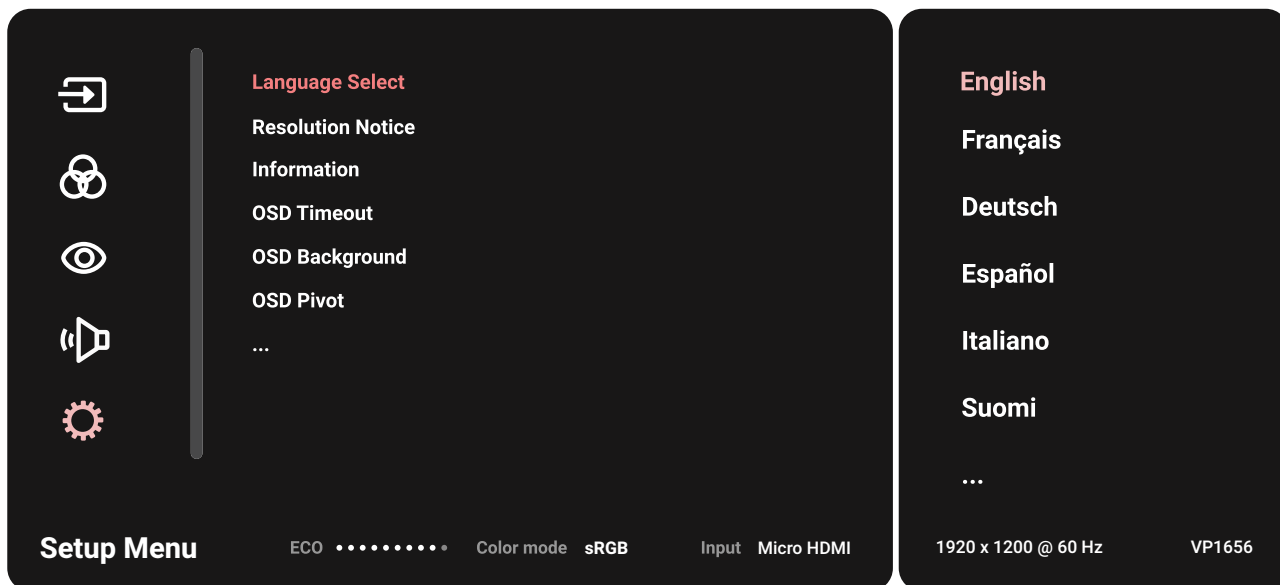 Language Select
Resolution Notice
Information
OSD Timeout
OSD Background
OSD Pivot
...
English
Français
Deutsch
Español
Italiano
Suomi
...
Setup Menu
ECO
Color mode sRGB
Input Micro HDMI
1920 x 1200 @ 60 Hz
VP1656